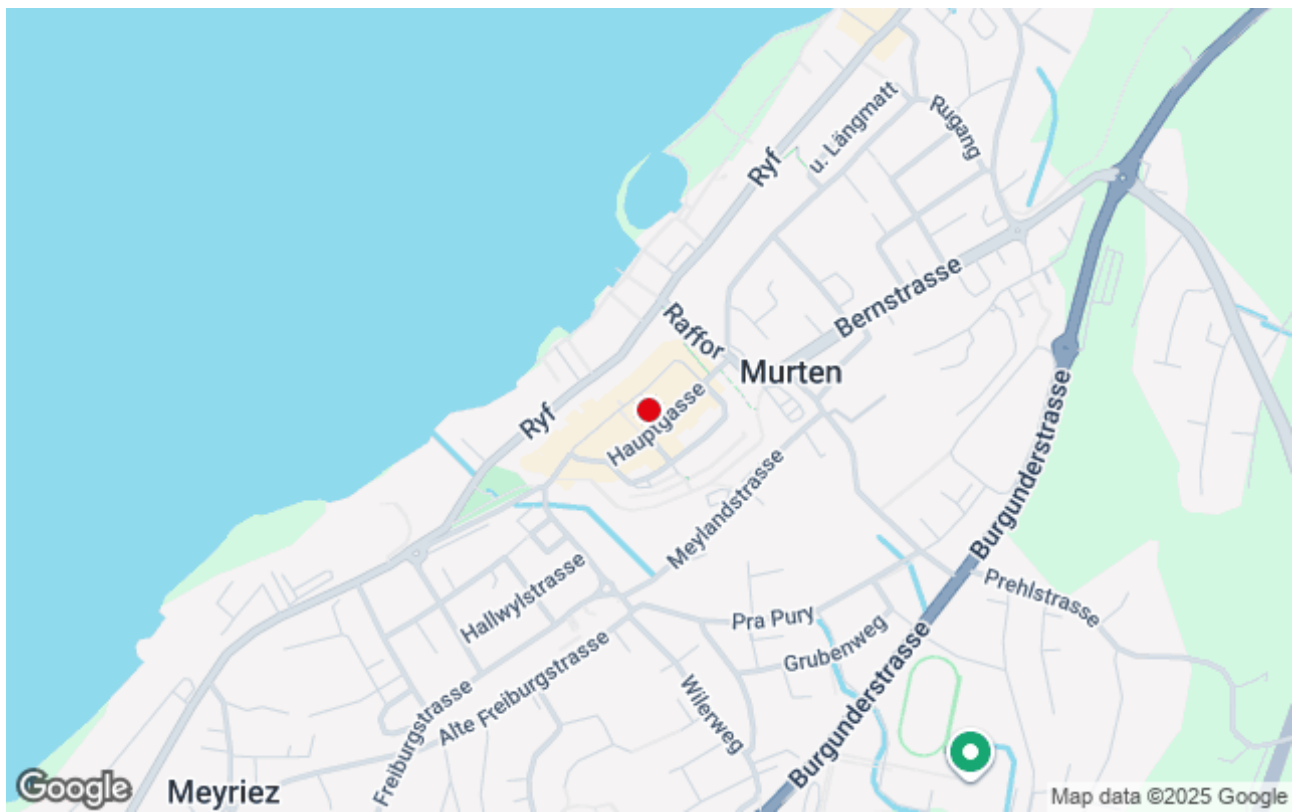 Rugang
u. Längmatt
Ryf
Bernstrasse
Raffor
Murten
Hauptgasse
Ryf
Burgunderstrasse
Meylandstrasse
Prehlstrasse
Hallwylstrasse
Pra Pury
Grubenweg
Burgunderstrasse
Alte Freiburgstrasse
Freiburgstrasse
Wilerweg
Meyriez
Google
Map data ©2025 Google